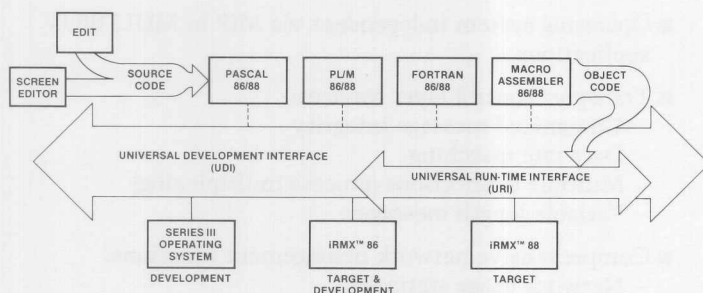 EDIT
SCREEN
EDITOR
SOURCE
CODE
PASCAL
86/88
PL/M
86/88
FORTRAN
86/88
MACRO
ASSEMBLER
86/88
OBJECT
CODE
UNIVERSAL DEVELOPMENT INTERFACE
(UDI)
UNIVERSAL RUN-TIME INTERFACE
(URI)
SERIES III
OPERATING
SYSTEM
DEVELOPMENT
iRMX™ 86
TARGET &
DEVELOPMENT
iRMX™ 88
TARGET